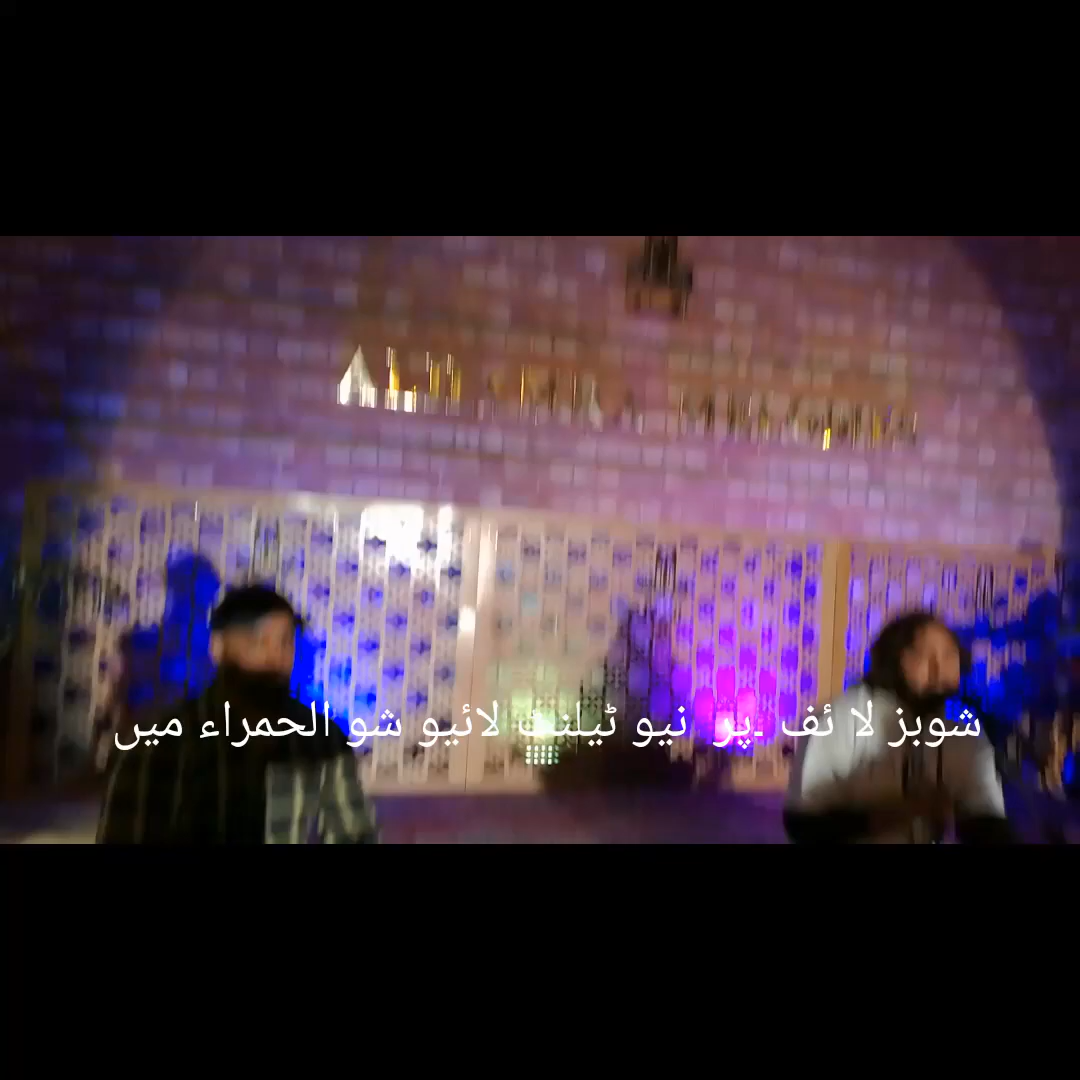 شوبز لا ئف ۔پر نیو ٹیلنٹ لائیو شو الحمراء میں